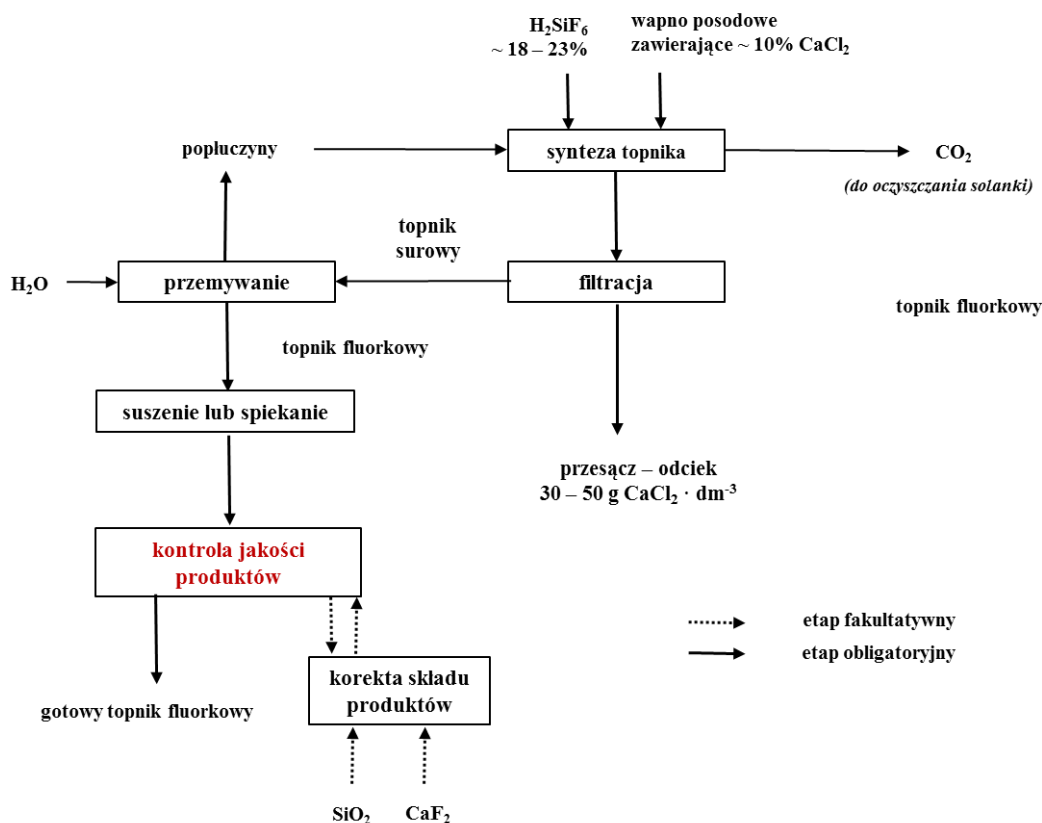 H₂SiF₆
~ 18 – 23%
wapno posodowe
zawierające ~ 10% CaCl₂
popłuczyny
synteza topnika
CO₂
(do oczyszczania solanki)
topnik
surowy
H₂O
przemywanie
filtracja
topnik fluorkowy
topnik fluorkowy
suszenie lub spiekanie
przesącz – odciek
30 – 50 g CaCl₂ · dm⁻³
kontrola jakości
produktów
etap fakultatywny
etap obligatoryjny
korekta składu
produktów
gotowy topnik fluorkowy
SiO₂
CaF₂